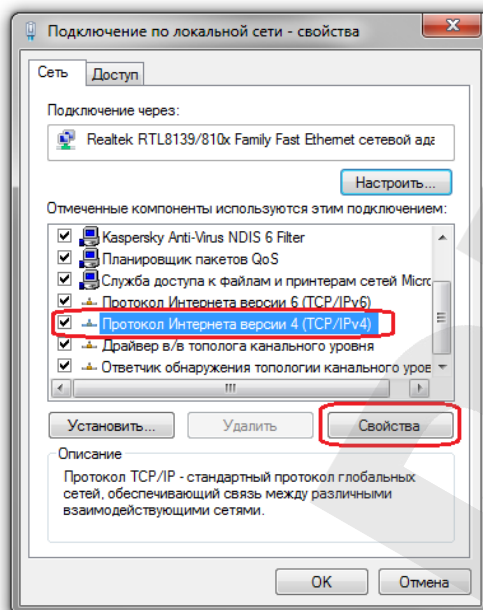 Подключение по локальной сети - свойства
Сеть Доступ
Подключение через:
Realtek RTL8139/810x Family Fast Ethernet сетевой ада
Настроить...
Отмеченные компоненты используются этим подключением:
Kaspersky Anti-Virus NDIS 6 Filter
Планировщик пакетов QoS
Служба доступа к файлам и принтерам сетей Micro
Протокол Интернета версии 6 (TCP/IPv6)
Протокол Интернета версии 4 (TCP/IPv4)
Драйвер в/в тополога канального уровня
Ответчик обнаружения топологии канального уров
Установить... Удалить Свойства
Описание
Протокол TCP/IP - стандартный протокол глобальных
сетей, обеспечивающий связь между различными
взаимодействующими сетями.
OK Отмена